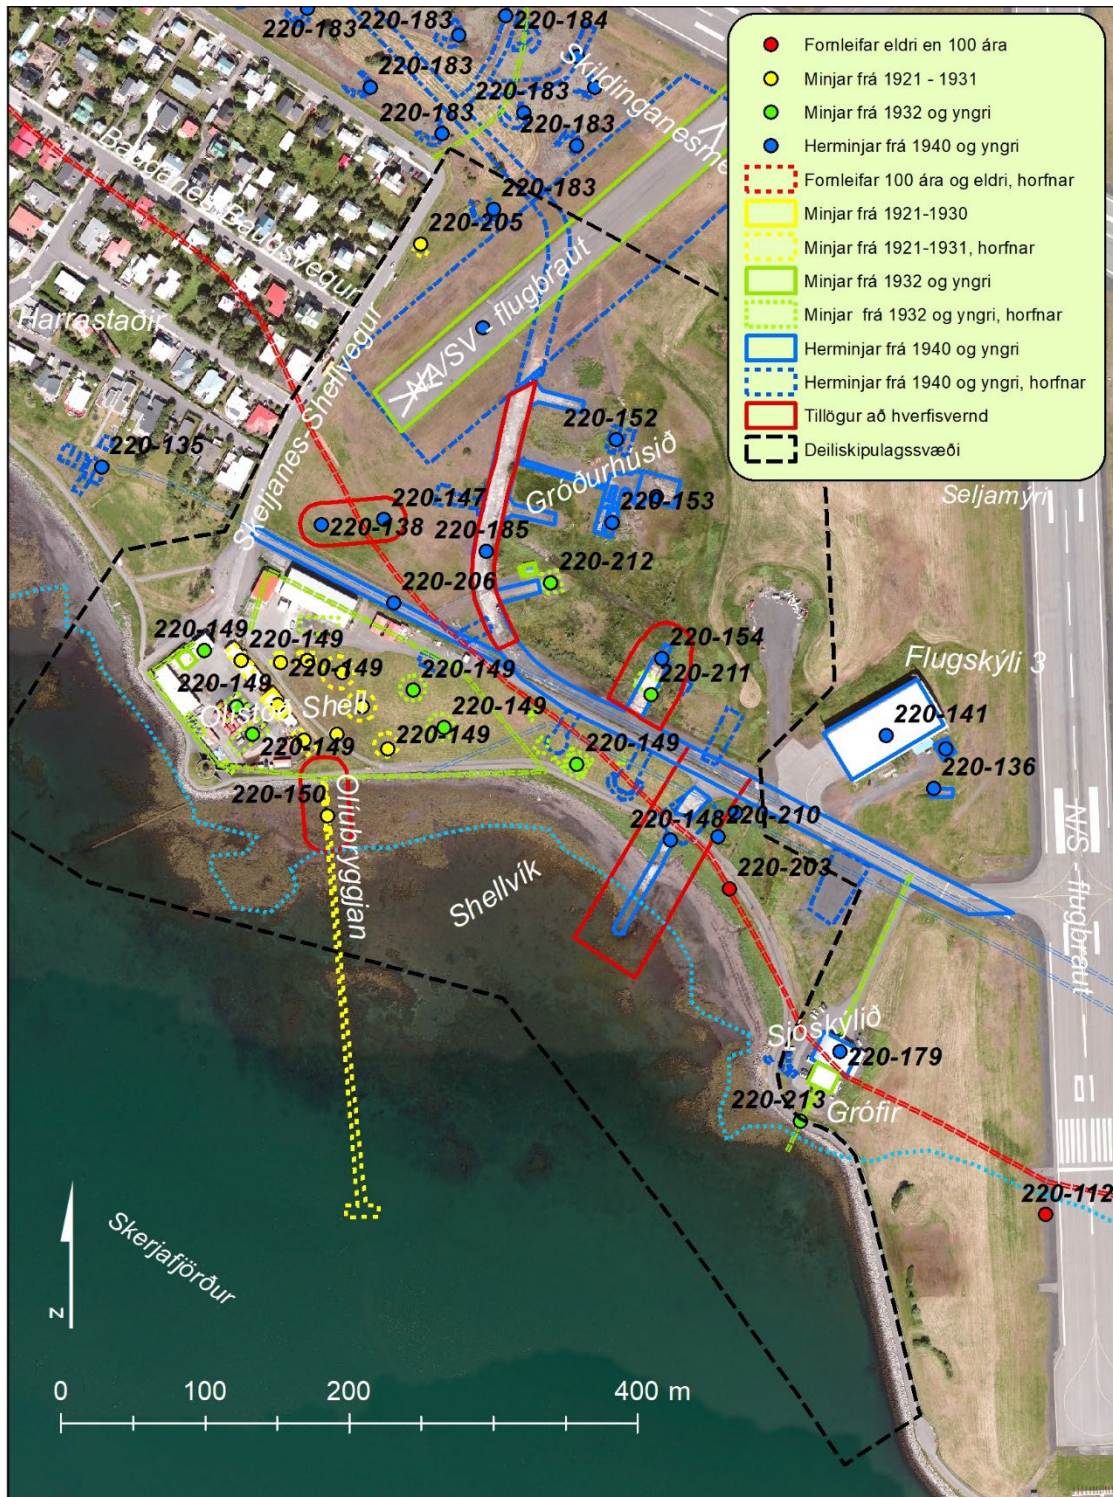 220-183
220-183
220-184
220-183
220-183
220-183
220-183
220-183
220-205
Skildinganesme
Bauganes-Baugsvegur
Harrastaðir
Skeljanes-Shellvegur
NA/SV - flugbraut
Fornleifar eldri en 100 ára
Minjar frá 1921 - 1931
Minjar frá 1932 og yngri
Herminjar frá 1940 og yngri
Fornleifar 100 ára og eldri, horfnar
Minjar frá 1921-1930
Minjar frá 1921-1931, horfnar
Minjar frá 1932 og yngri
Minjar frá 1932 og yngri, horfnar
Herminjar frá 1940 og yngri
Herminjar frá 1940 og yngri, horfnar
Tillögur að hverfisvernd
Deiliskipulagssvæði
220-135
220-152
Gróðurhúsið
220-147
220-153
Seljamýri
220-138
220-185
220-212
220-206
220-149
220-149
220-149
220-149
220-154
220-211
Flugskýli 3
220-149
220-149
Olístöð Shell
220-149
220-149
220-149
220-141
220-136
220-150
Olíubryggjan
220-148
220-210
220-203
Shellvík
N/S - flugbraut
Sjóskýlið
220-179
220-213
Grófir
220-112
Skerjafjörður
N
0 100 200 400 m